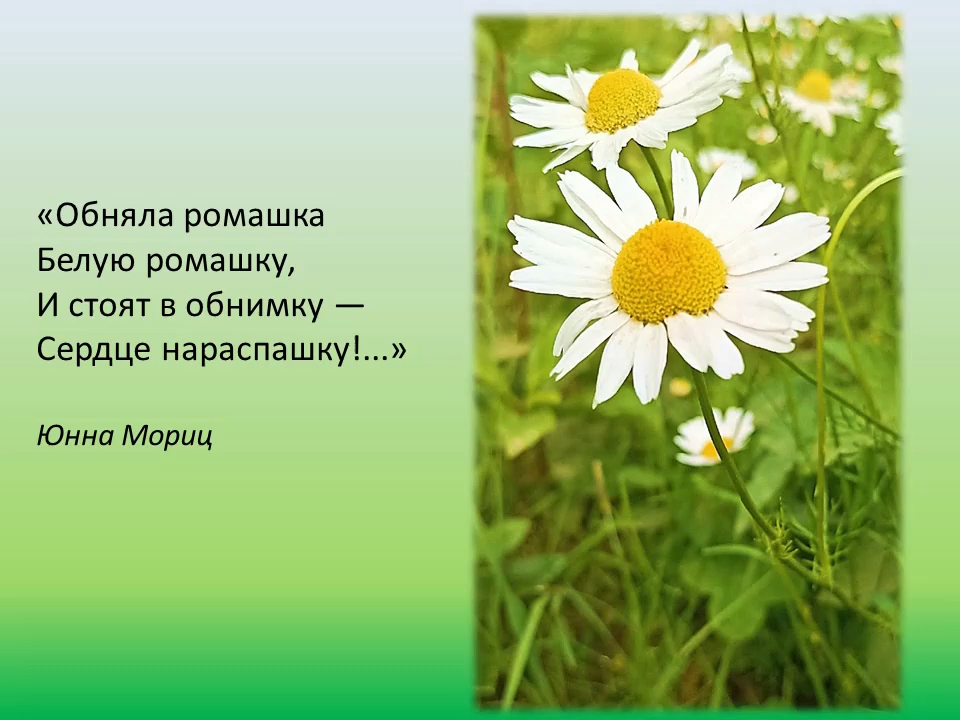 «Обняла ромашка
Белую ромашку,
И стоят в обнимку —
Сердце нараспашку!...»
Юнна Мориц